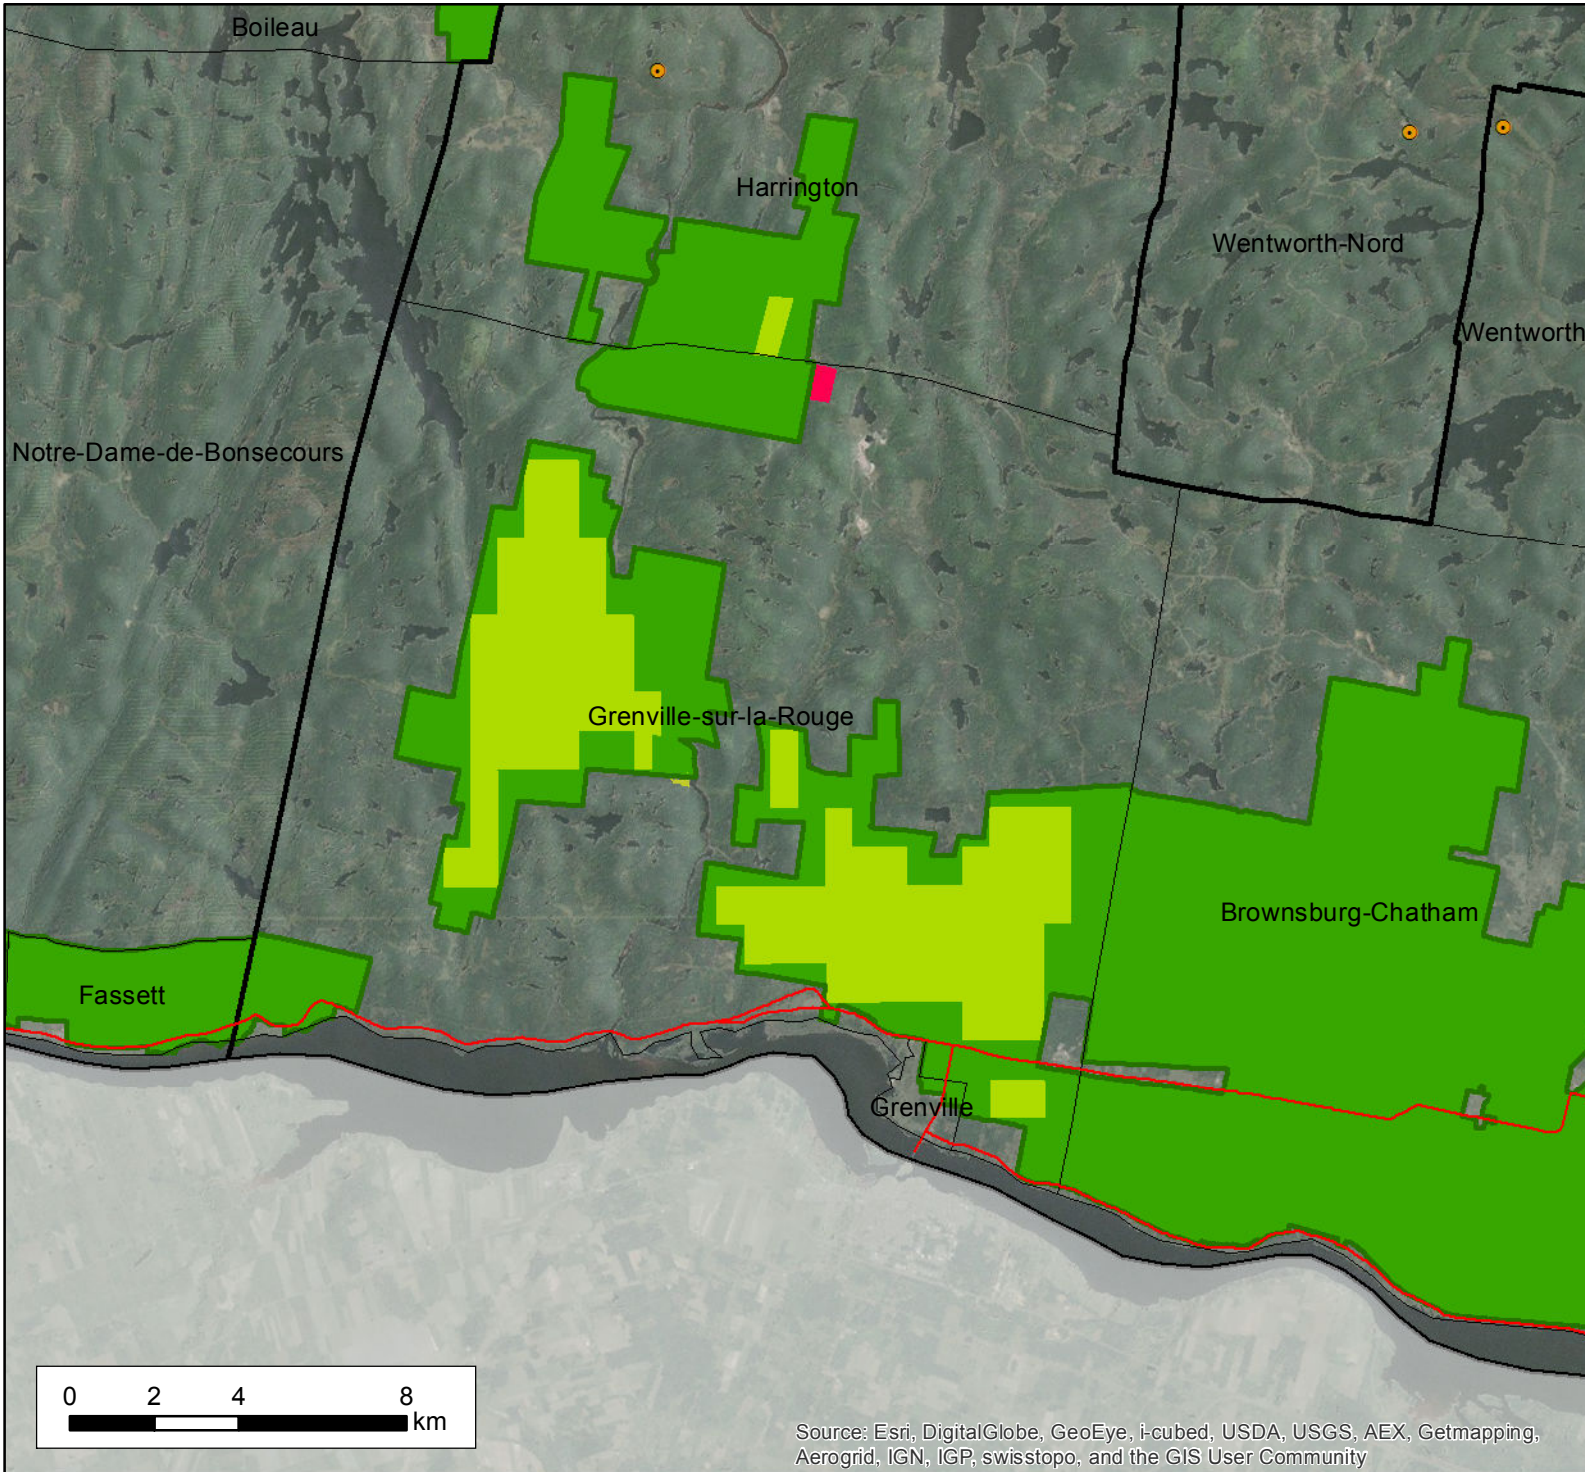 Boileau
Harrington
Wentworth-Nord
Wentworth
Notre-Dame-de-Bonsecours
Grenville-sur-la-Rouge
Brownsburg-Chatham
Fassett
Grenville
0 2 4 8
km
Source: Esri, DigitalGlobe, GeoEye, i-cubed, USDA, USGS, AEX, Getmapping,
Aerogrid, IGN, IGP, swisstopo, and the GIS User Community